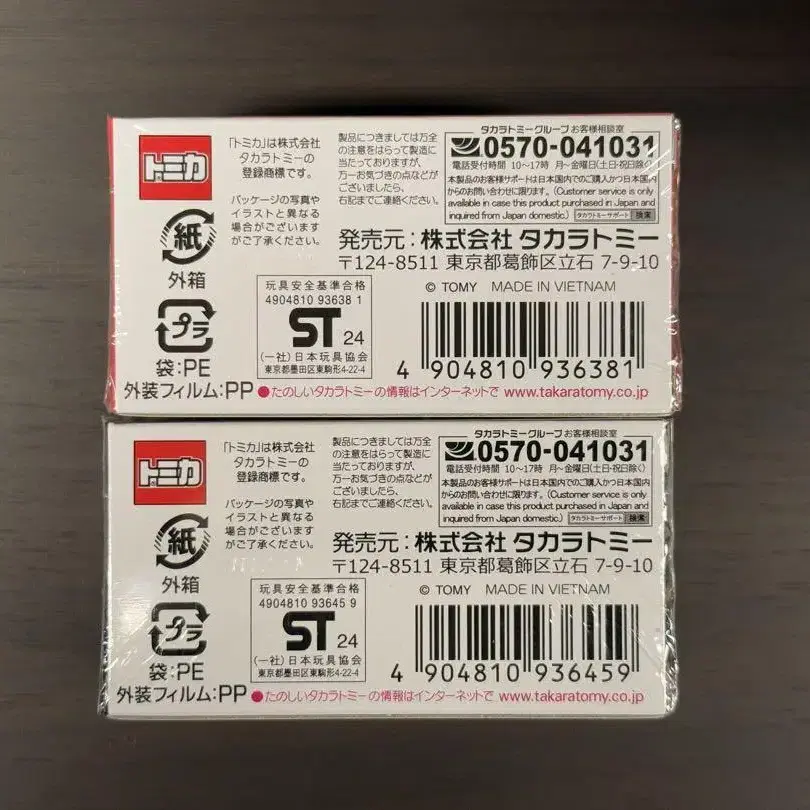 トミカ
「トミカ」は株式会社
タカラトミーの
登録商標です。
パッケージの写真や
イラストと異なる
場合がございます
がご了承ください。
製品につきましては万全
の注意をはらって製造に
当たっておりますが、
万一お気づきの点などが
ございましたら、
右記までご連絡ください。
タカラトミーグループ お客様相談室
0570-041031
電話受付時間 10〜17時 月〜金曜日(土・日・祝日除く)
本製品のお客様サポートは日本国内でのご購入かつ日本国内
からのお問い合わせに限ります。(Customer service is only
available in case this product purchased in Japan and
inquired from Japan domestic.) タカラトミーサポート 検索
発売元:株式会社 タカラトミー
〒124-8511 東京都葛飾区立石 7-9-10
紙
外箱
プラ
袋:PE
外装フィルム:PP
玩具安全基準合格
4904810 93638 1
ST 24
(一社)日本玩具協会
東京都墨田区東駒形4-22-4
© TOMY MADE IN VIETNAM
4 904810 936381
●たのしいタカラトミーの情報はインターネットで www.takaratomy.co.jp
トミカ
「トミカ」は株式会社
タカラトミーの
登録商標です。
パッケージの写真や
イラストと異なる
場合がございます
がご了承ください。
製品につきましては万全
の注意をはらって製造に
当たっておりますが、
万一お気づきの点などが
ございましたら、
右記までご連絡ください。
タカラトミーグループ お客様相談室
0570-041031
電話受付時間 10〜17時 月〜金曜日(土・日・祝日除く)
本製品のお客様サポートは日本国内でのご購入かつ日本国内
からのお問い合わせに限ります。(Customer service is only
available in case this product purchased in Japan and
inquired from Japan domestic.) タカラトミーサポート 検索
発売元:株式会社 タカラトミー
〒124-8511 東京都葛飾区立石 7-9-10
紙
外箱
プラ
袋:PE
外装フィルム:PP
玩具安全基準合格
4904810 93645 9
ST 24
(一社)日本玩具協会
東京都墨田区東駒形4-22-4
© TOMY MADE IN VIETNAM
4 904810 936459
●たのしいタカラトミーの情報はインターネットで www.takaratomy.co.jp